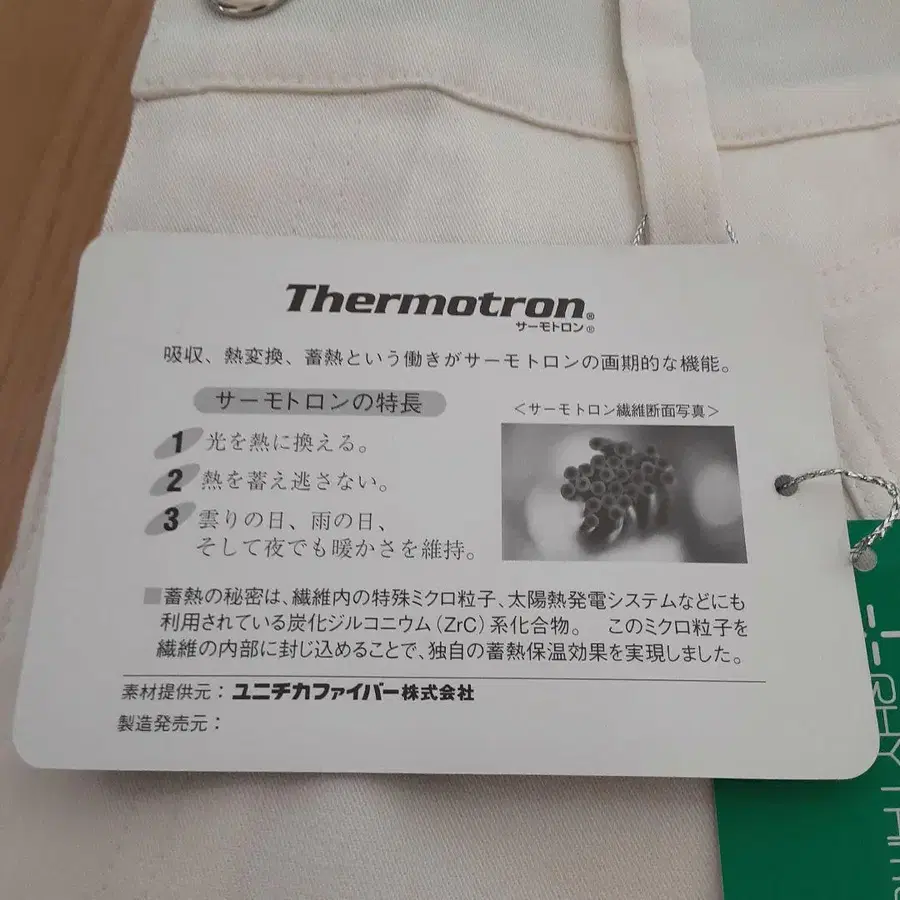 Thermotron®
サーモトロン®
吸収、熱変換、蓄熱という働きがサーモトロンの画期的な機能。
サーモトロンの特長
1 光を熱に換える。
2 熱を蓄え逃さない。
3 雲りの日、雨の日、
そして夜でも暖かさを維持。
<サーモトロン繊維断面写真>
■蓄熱の秘密は、繊維内の特殊ミクロ粒子、太陽熱発電システムなどにも
利用されている炭化ジルコニウム(ZrC)系化合物。 このミクロ粒子を
繊維の内部に封じ込めることで、独自の蓄熱保温効果を実現しました。
素材提供元:ユニチカファイバー株式会社
製造発売元: